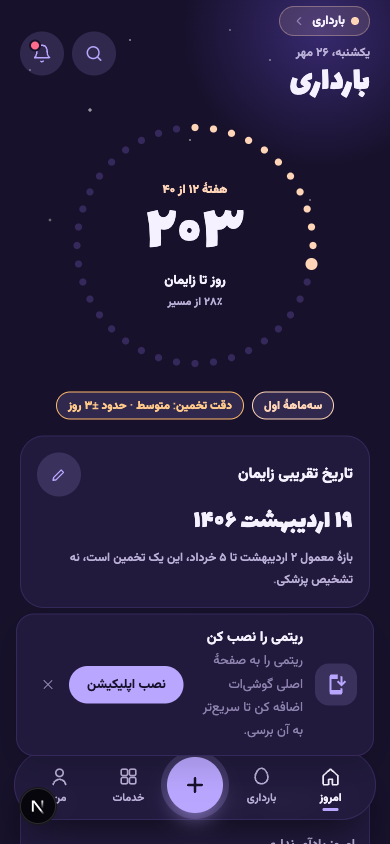 بارداری
یکشنبه، ۲۶ مهر
بارداری
هفتهٔ ۱۲ از ۴۰
۲۰۳
روز تا زایمان
۲۸٪ از مسیر
سه‌ماههٔ اول
دقت تخمین: متوسط · حدود ±۳ روز
تاریخ تقریبی زایمان
۱۹ اردیبهشت ۱۴۰۶
بازهٔ معمول ۲ اردیبهشت تا ۵ خرداد، این یک تخمین است، نه
تشخیص پزشکی.
ریتمی را نصب کن
ریتمی را به صفحهٔ
اصلی گوشی‌ات
اضافه کن تا سریع‌تر
به آن برسی.
نصب اپلیکیشن
امروز
بارداری
خدمات
N